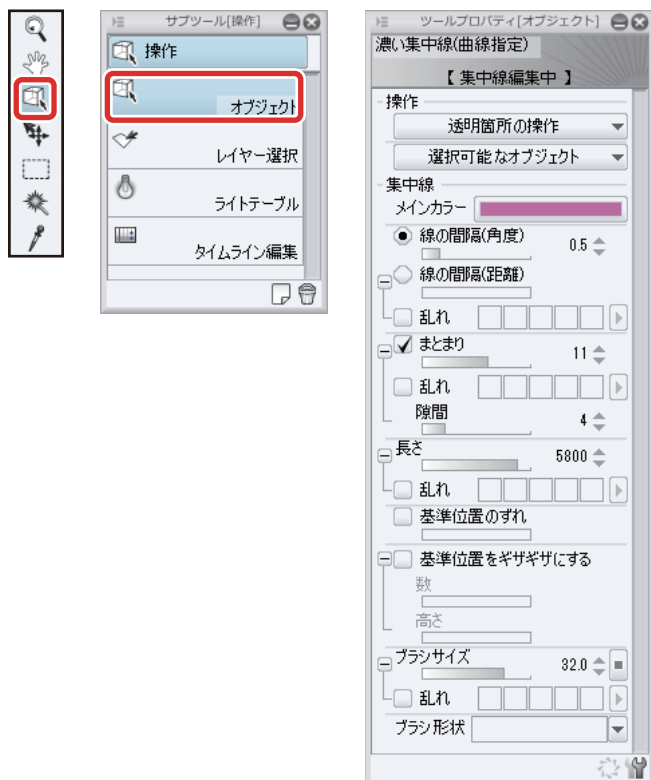 サブツール[操作]
操作
オブジェクト
レイヤー選択
ライトテーブル
タイムライン編集
ツールプロパティ[オブジェクト]
濃い集中線(曲線指定)
【 集中線編集中 】
操作
透明箇所の操作
選択可能なオブジェクト
集中線
メインカラー
線の間隔(角度) 0.5
線の間隔(距離)
乱れ
まとまり 11
乱れ
隙間 4
長さ 5800
乱れ
基準位置のずれ
基準位置をギザギザにする
数
高さ
ブラシサイズ 32.0
乱れ
ブラシ形状